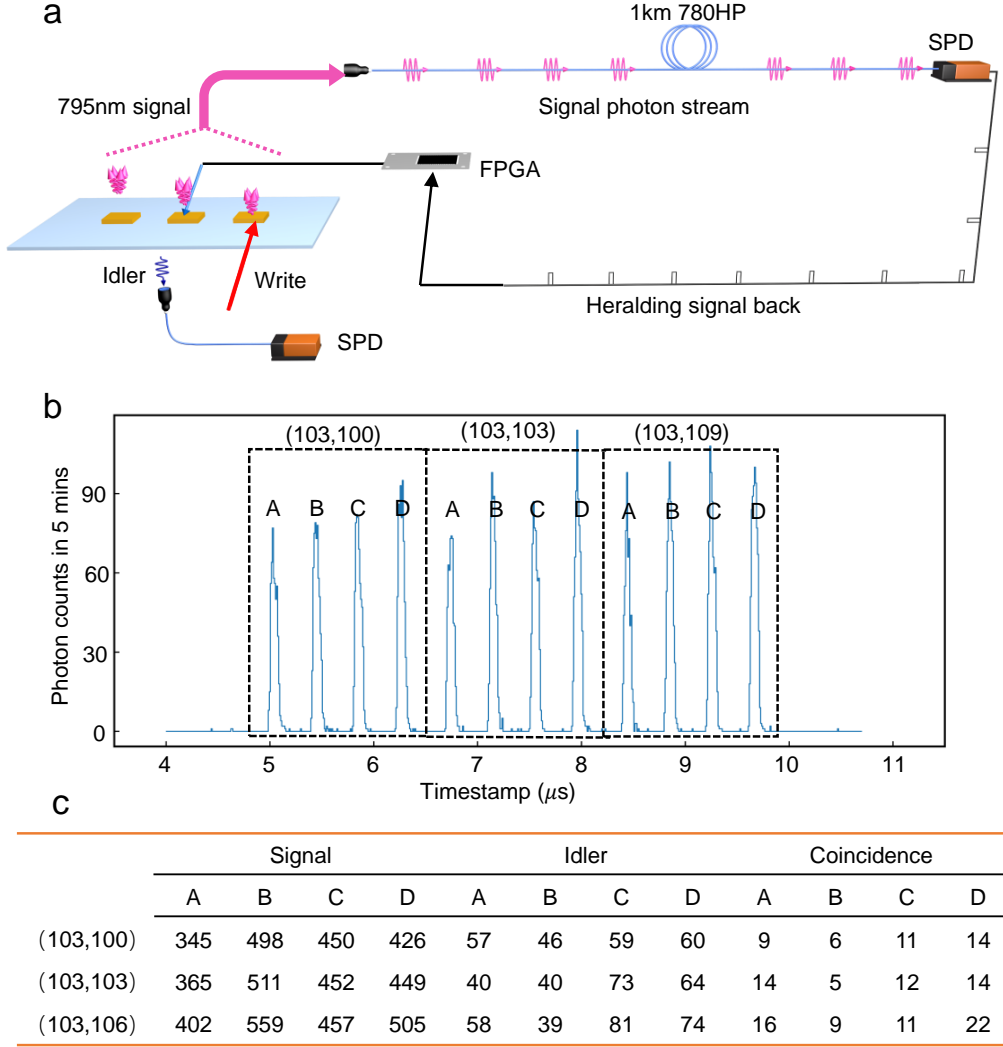 a
1km 780HP
SPD
795nm signal
Signal photon stream
FPGA
Idler
Write
Heralding signal back
SPD
b
(103,100) (103,103) (103,109)
A B C D A B C D A B C D
90
60
30
0
Photon counts in 5 mins
4 5 6 7 8 9 10 11
Timestamp (μs)
c
Signal Idler Coincidence
A B C D A B C D A B C D
(103,100) 345 498 450 426 57 46 59 60 9 6 11 14
(103,103) 365 511 452 449 40 40 73 64 14 5 12 14
(103,106) 402 559 457 505 58 39 81 74 16 9 11 22